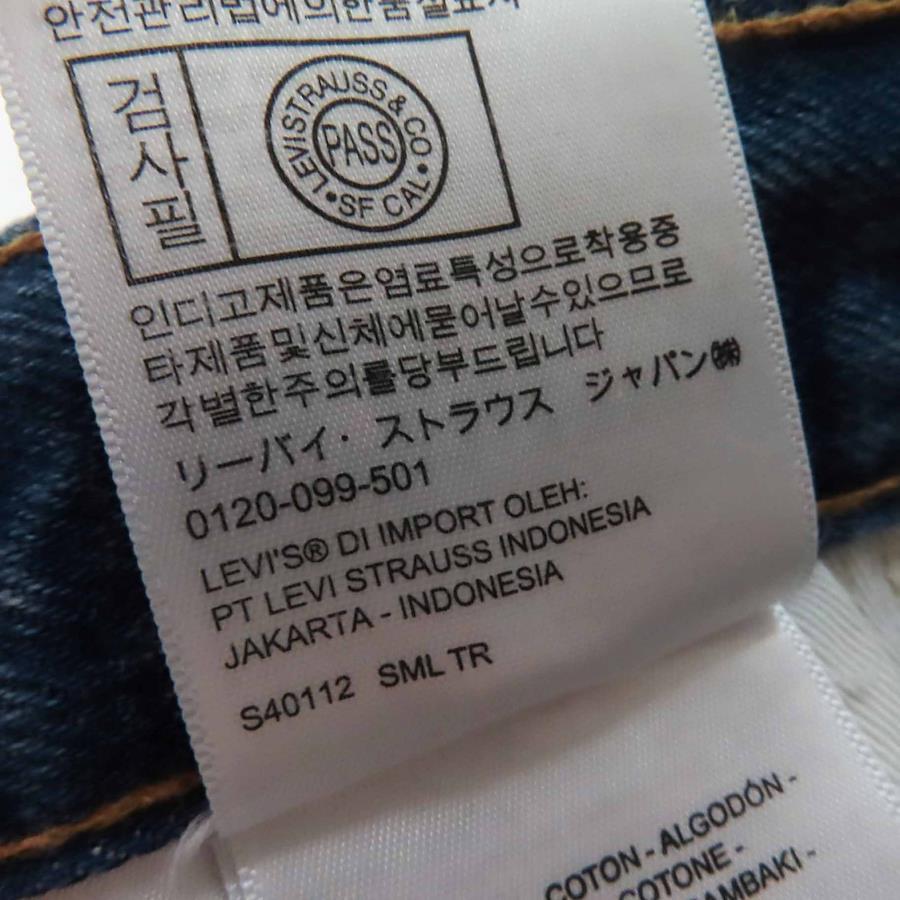 안전관리법에의한품질표시
검사필
LEVI STRAUSS & CO
PASS
• SF CAL •
인디고제품은염료특성으로착용중
타제품및신체에묻어날수있으므로
각별한주의를당부드립니다
リーバイ・ストラウス ジャパン㈱
0120-099-501
LEVI'S® DI IMPORT OLEH:
PT LEVI STRAUSS INDONESIA
JAKARTA - INDONESIA
S40112 SML TR
COTON - ALGODÓN -
COTONE -